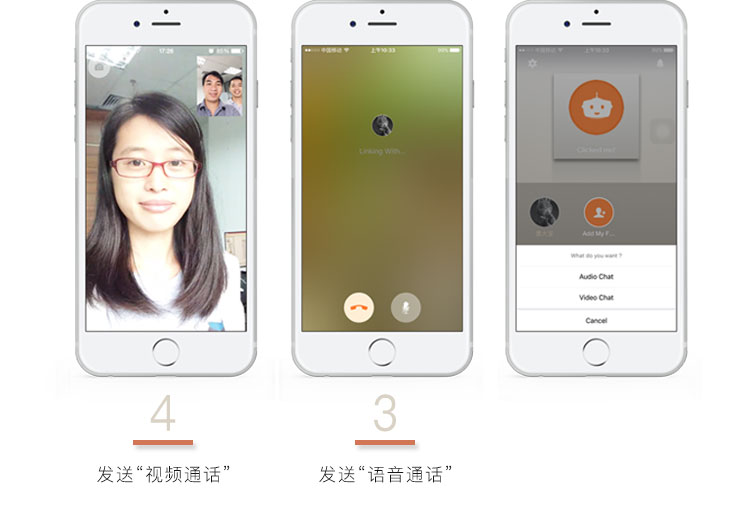 17:28
85%
中国移动
上午10:33
99%
Linking With...
中国移动
上午10:33
99%
Clicked me!
Add My F...
What do you want ?
Audio Chat
Video Chat
Cancel
4
3
发送“视频通话”
发送“语音通话”